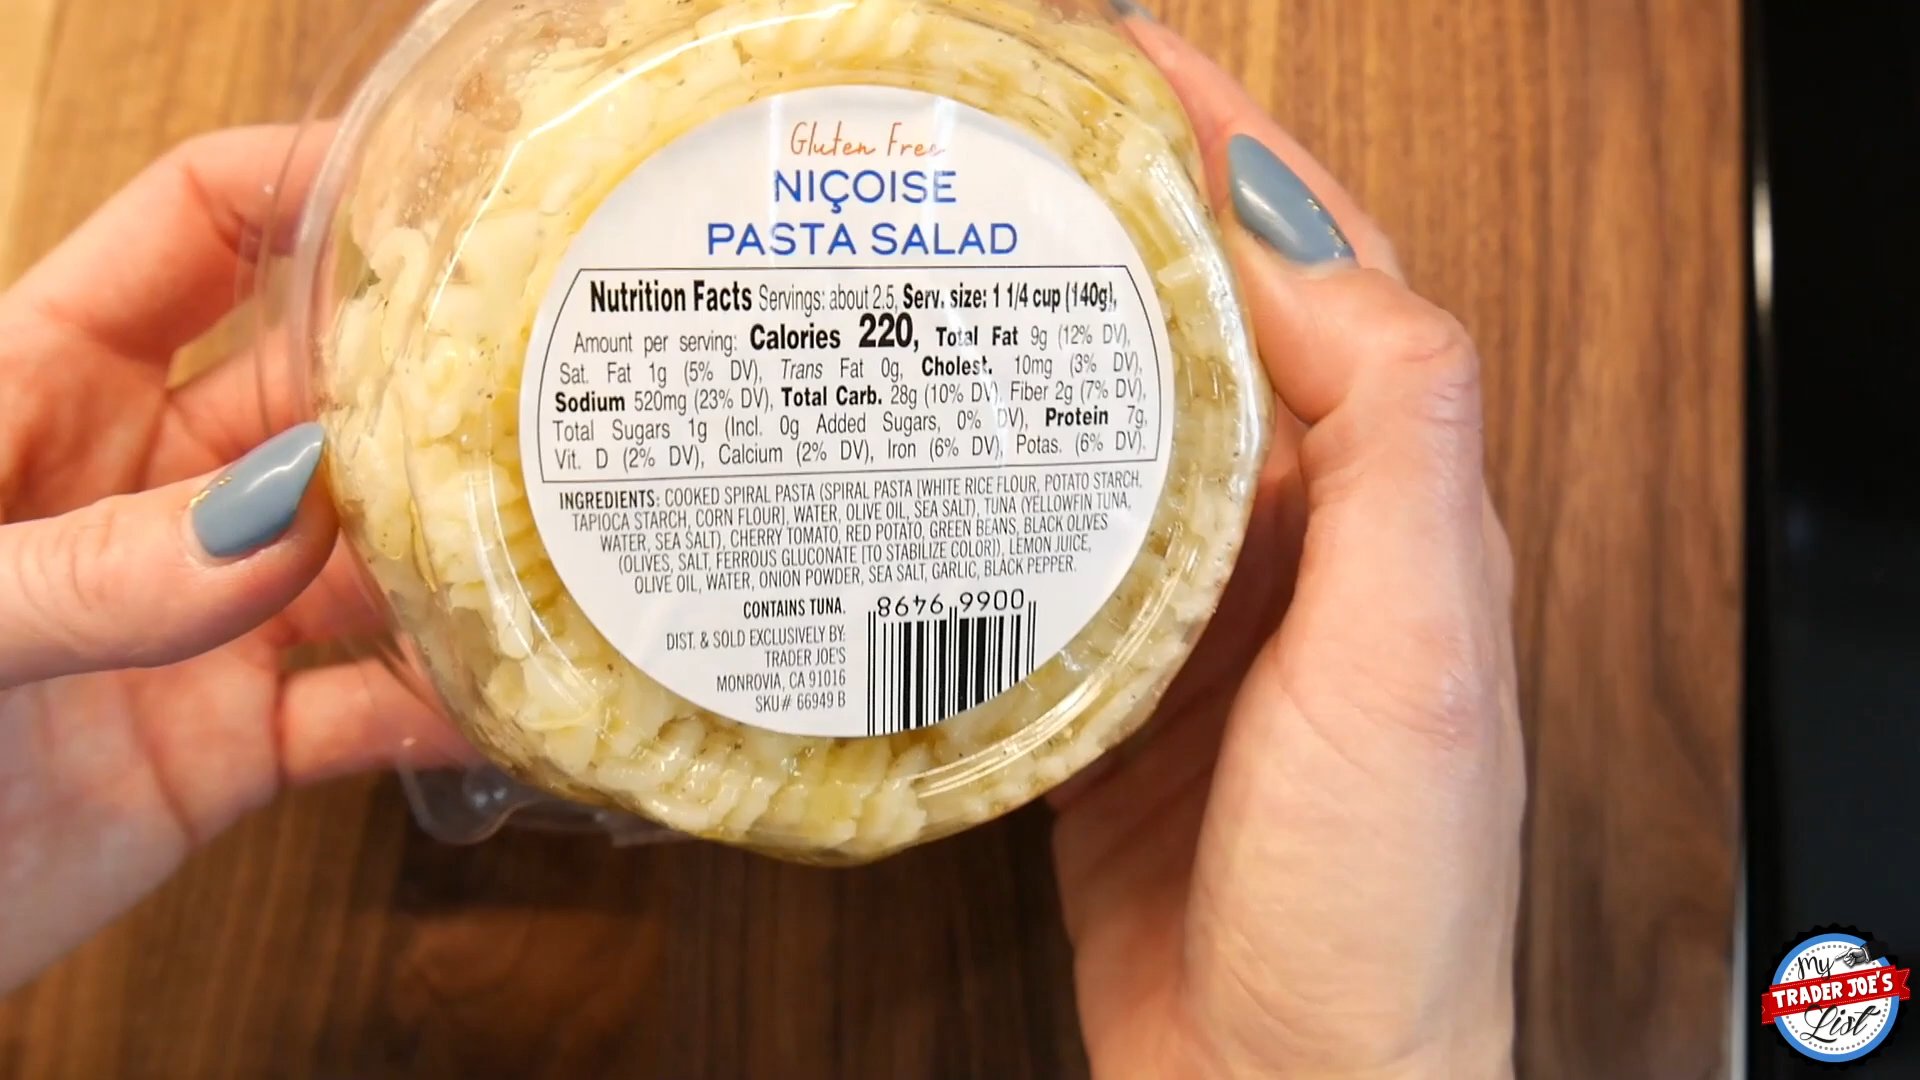 Gluten Free
NIÇOISE
PASTA SALAD
Nutrition Facts Servings: about 2.5, Serv. size: 1 1/4 cup (140g),
Amount per serving: Calories 220, Total Fat 9g (12% DV),
Sat. Fat 1g (5% DV), Trans Fat 0g, Cholest. 10mg (3% DV),
Sodium 520mg (23% DV), Total Carb. 28g (10% DV), Fiber 2g (7% DV),
Total Sugars 1g (Incl. 0g Added Sugars, 0% DV), Protein 7g,
Vit. D (2% DV), Calcium (2% DV), Iron (6% DV), Potas. (6% DV).
INGREDIENTS: COOKED SPIRAL PASTA (SPIRAL PASTA [WHITE RICE FLOUR, POTATO STARCH,
TAPIOCA STARCH, CORN FLOUR], WATER, OLIVE OIL, SEA SALT), TUNA (YELLOWFIN TUNA,
WATER, SEA SALT), CHERRY TOMATO, RED POTATO, GREEN BEANS, BLACK OLIVES
(OLIVES, SALT, FERROUS GLUCONATE [TO STABILIZE COLOR]), LEMON JUICE,
OLIVE OIL, WATER, ONION POWDER, SEA SALT, GARLIC, BLACK PEPPER.
CONTAINS TUNA.
DIST. & SOLD EXCLUSIVELY BY:
TRADER JOE'S
MONROVIA, CA 91016
SKU# 66949 B
0066 9498
My
TRADER JOE'S
List